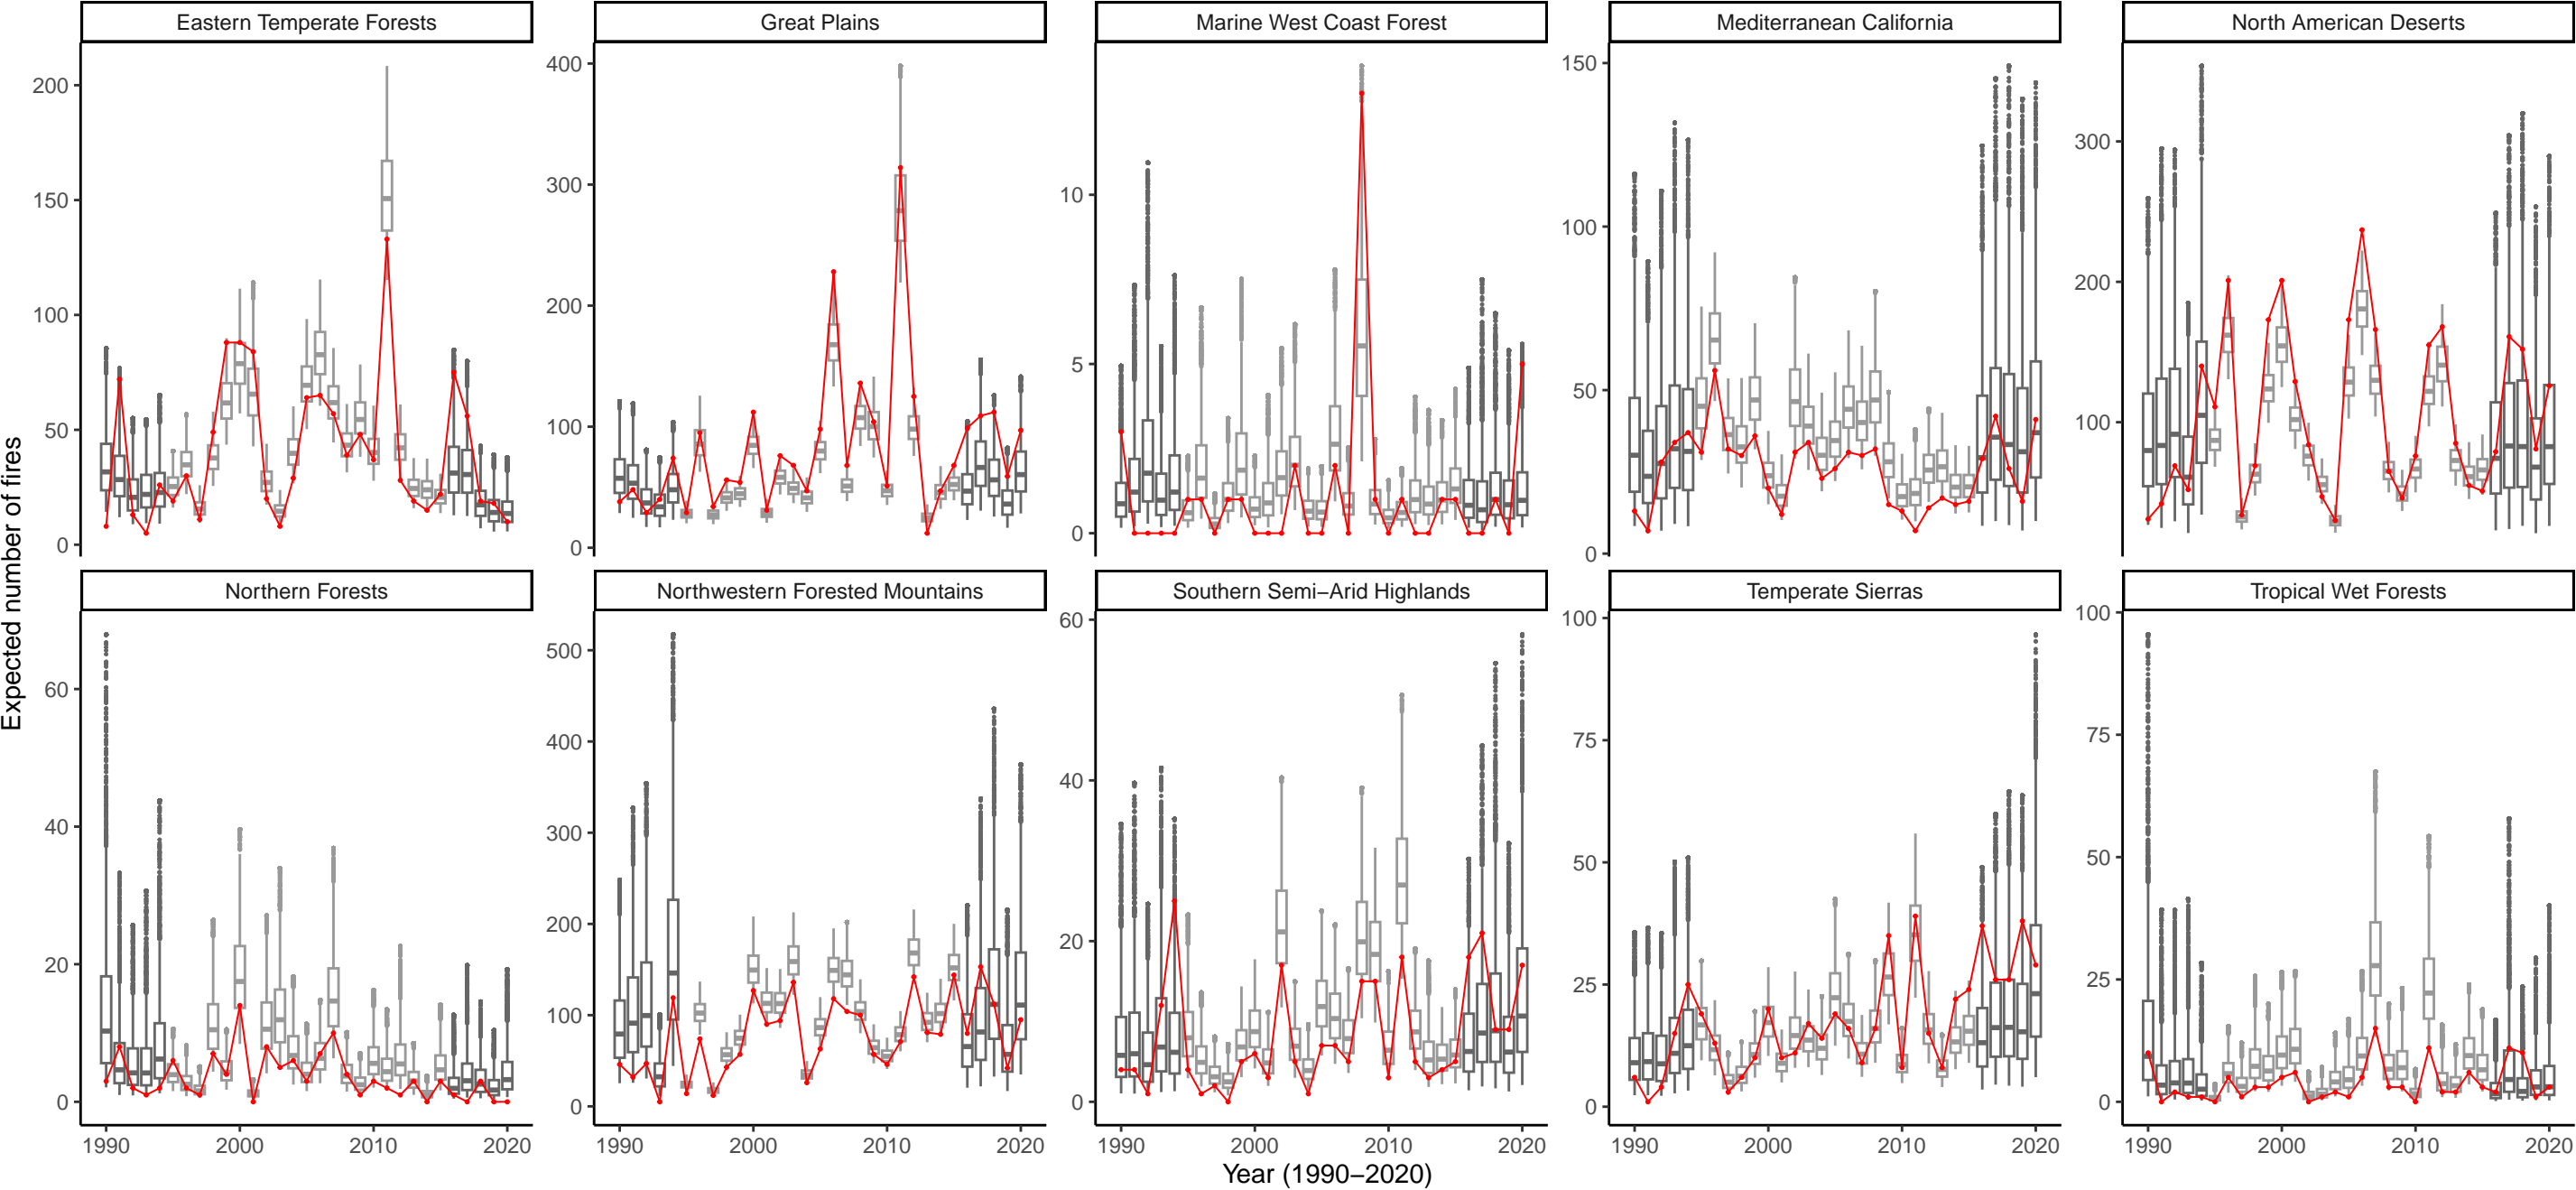 Eastern Temperate Forests
Great Plains
Marine West Coast Forest
Mediterranean California
North American Deserts
200
150
100
50
0
400
300
200
100
0
10
5
0
150
100
50
0
300
200
100
Expected number of fires
Northern Forests
Northwestern Forested Mountains
Southern Semi−Arid Highlands
Temperate Sierras
Tropical Wet Forests
60
40
20
0
500
400
300
200
100
0
60
40
20
0
100
75
50
25
0
100
75
50
25
0
1990 2000 2010 2020
1990 2000 2010 2020
1990 2000 2010 2020
1990 2000 2010 2020
1990 2000 2010 2020
Year (1990−2020)